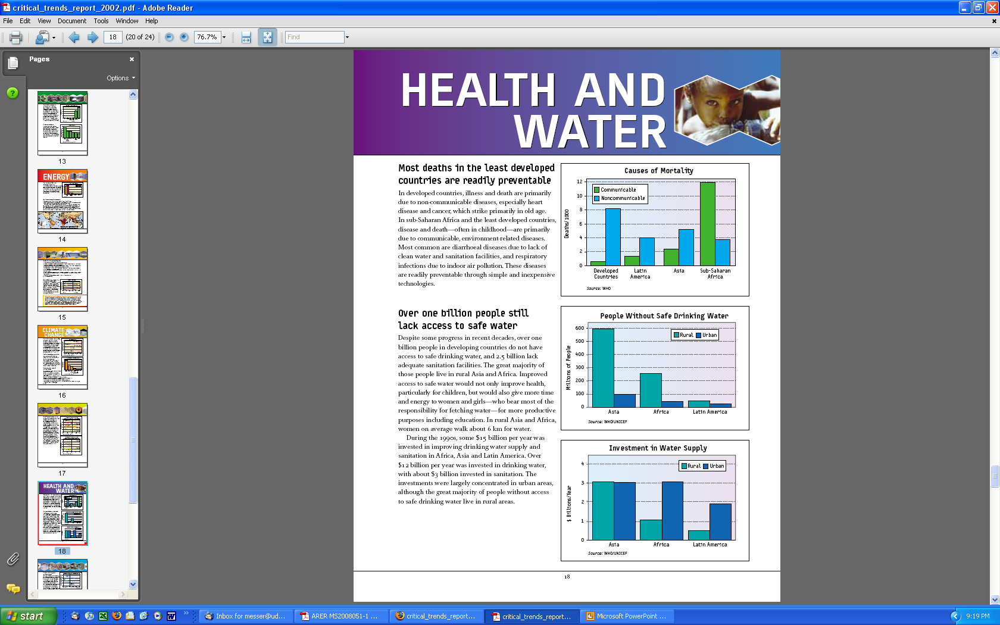 critical_trends_report_2002.pdf - Adobe Reader
File Edit View Document Tools Window Help
18 (20 of 24) 76.7% Find
Pages
Options
13
ENERGY
14
15
CLIMATE
CHANGE
16
17
HEALTH AND
WATER
18
HEALTH AND
WATER
Most deaths in the least developed
countries are readily preventable
In developed countries, illness and death are primarily
due to non-communicable diseases, especially heart
disease and cancer, which strike primarily in old age.
In sub-Saharan Africa and the least developed countries,
disease and death—often in childhood—are primarily
due to communicable, environment-related diseases.
Most common are diarrhoeal diseases due to lack of
clean water and sanitation facilities, and respiratory
infections due to indoor air pollution. These diseases
are readily preventable through simple and inexpensive
technologies.
Causes of Mortality
Communicable
Noncommunicable
Deaths/1000
12
10
8
6
4
2
0
Developed
Countries
Latin
America
Asia
Sub-Saharan
Africa
Source: WHO
Over one billion people still
lack access to safe water
Despite some progress in recent decades, over one
billion people in developing countries do not have
access to safe drinking water, and 2.5 billion lack
adequate sanitation facilities. The great majority of
those people live in rural Asia and Africa. Improved
access to safe water would not only improve health,
particularly for children, but would also give more time
and energy to women and girls—who bear most of the
responsibility for fetching water—for more productive
purposes including education. In rural Asia and Africa,
women on average walk about 6 km for water.
During the 1990s, some $15 billion per year was
invested in improving drinking water supply and
sanitation in Africa, Asia and Latin America. Over
$12 billion per year was invested in drinking water,
with about $3 billion invested in sanitation. The
investments were largely concentrated in urban areas,
although the great majority of people without access
to safe drinking water live in rural areas.
People Without Safe Drinking Water
Rural Urban
Millions of People
600
500
400
300
200
100
0
Asia Africa Latin America
Source: WHO/UNICEF
Investment in Water Supply
Rural Urban
$ Billions/Year
4
3
2
1
0
Asia Africa Latin America
Source: WHO/UNICEF
18
start Inbox for messer@ud... ARER MS2008051-1 ... critical_trends_report... critical_trends_report... Microsoft PowerPoint ... 9:19 PM